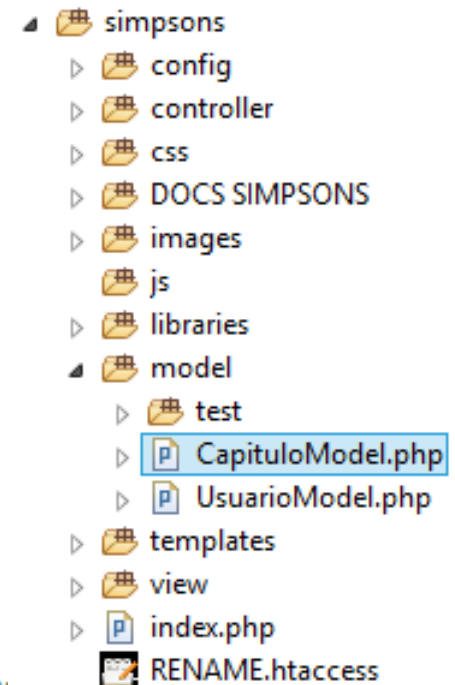 simpsons
config
controller
css
DOCS SIMPSONS
images
js
libraries
model
test
CapituloModel.php
UsuarioModel.php
templates
view
index.php
RENAME.htaccess